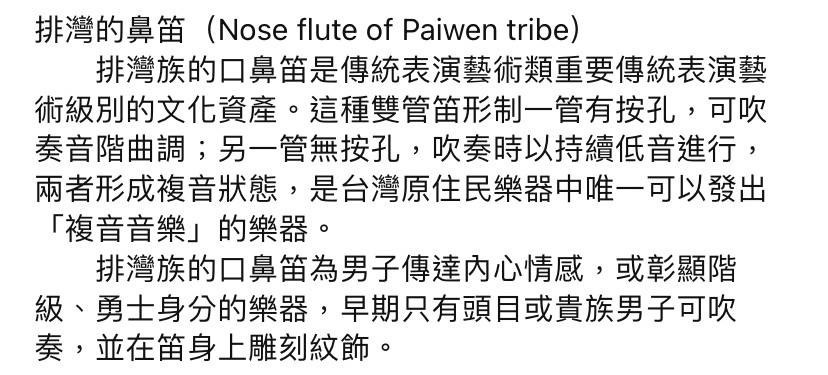 排灣的鼻笛（Nose flute of Paiwen tribe）
　　排灣族的口鼻笛是傳統表演藝術類重要傳統表演藝
術級別的文化資產。這種雙管笛形制一管有按孔，可吹
奏音階曲調；另一管無按孔，吹奏時以持續低音進行，
兩者形成複音狀態，是台灣原住民樂器中唯一可以發出
「複音音樂」的樂器。
　　排灣族的口鼻笛為男子傳達內心情感，或彰顯階
級、勇士身分的樂器，早期只有頭目或貴族男子可吹
奏，並在笛身上雕刻紋飾。